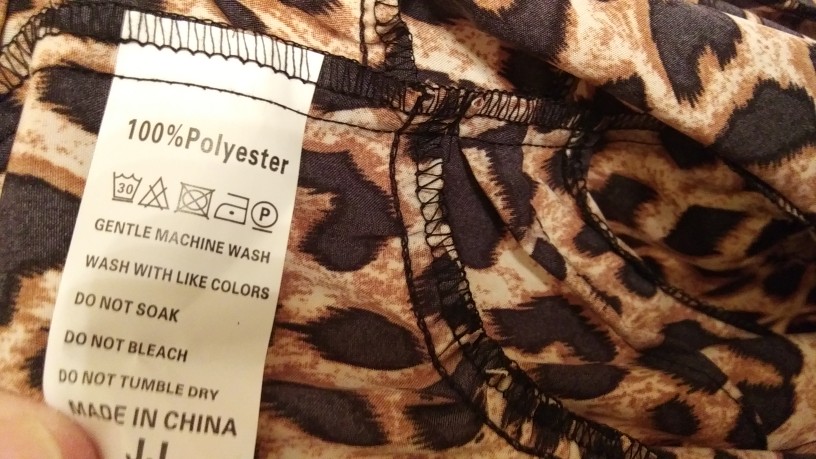 100%Polyester
30 P
GENTLE MACHINE WASH
WASH WITH LIKE COLORS
DO NOT SOAK
DO NOT BLEACH
DO NOT TUMBLE DRY
MADE IN CHINA